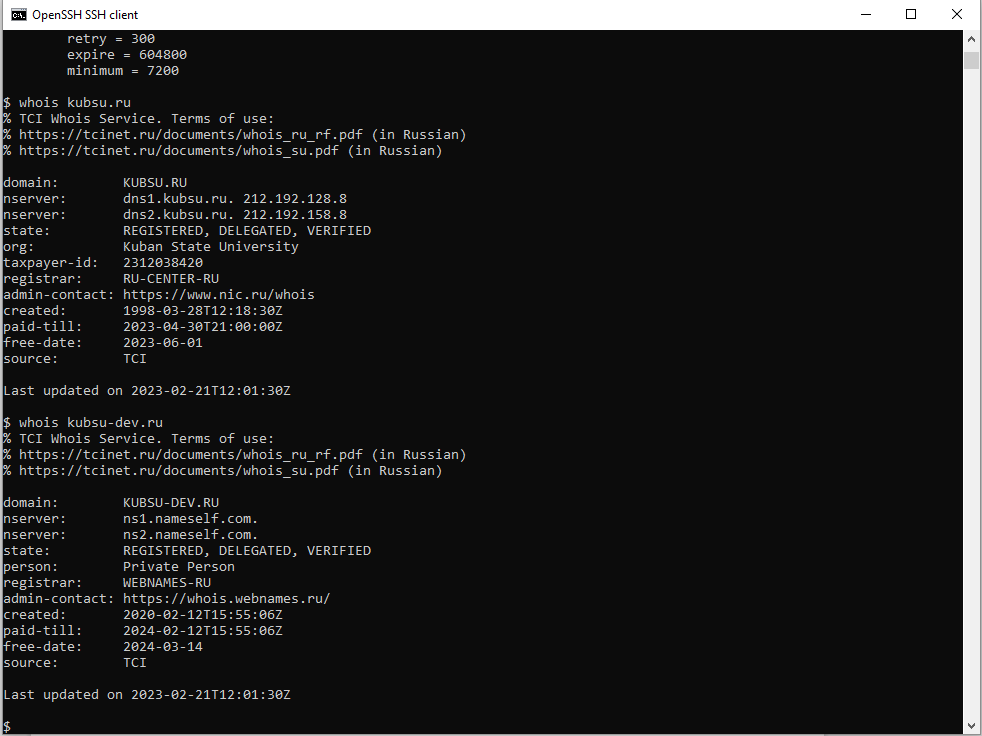 OpenSSH SSH client
retry = 300
expire = 604800
minimum = 7200
$ whois kubsu.ru
% TCI Whois Service. Terms of use:
% https://tcinet.ru/documents/whois_ru_rf.pdf (in Russian)
% https://tcinet.ru/documents/whois_su.pdf (in Russian)
domain:        KUBSU.RU
nserver:       dns1.kubsu.ru. 212.192.128.8
nserver:       dns2.kubsu.ru. 212.192.158.8
state:         REGISTERED, DELEGATED, VERIFIED
org:           Kuban State University
taxpayer-id:   2312038420
registrar:     RU-CENTER-RU
admin-contact: https://www.nic.ru/whois
created:       1998-03-28T12:18:30Z
paid-till:     2023-04-30T21:00:00Z
free-date:     2023-06-01
source:        TCI
Last updated on 2023-02-21T12:01:30Z
$ whois kubsu-dev.ru
% TCI Whois Service. Terms of use:
% https://tcinet.ru/documents/whois_ru_rf.pdf (in Russian)
% https://tcinet.ru/documents/whois_su.pdf (in Russian)
domain:        KUBSU-DEV.RU
nserver:       ns1.nameself.com.
nserver:       ns2.nameself.com.
state:         REGISTERED, DELEGATED, VERIFIED
person:        Private Person
registrar:     WEBNAMES-RU
admin-contact: https://whois.webnames.ru/
created:       2020-02-12T15:55:06Z
paid-till:     2024-02-12T15:55:06Z
free-date:     2024-03-14
source:        TCI
Last updated on 2023-02-21T12:01:30Z
$